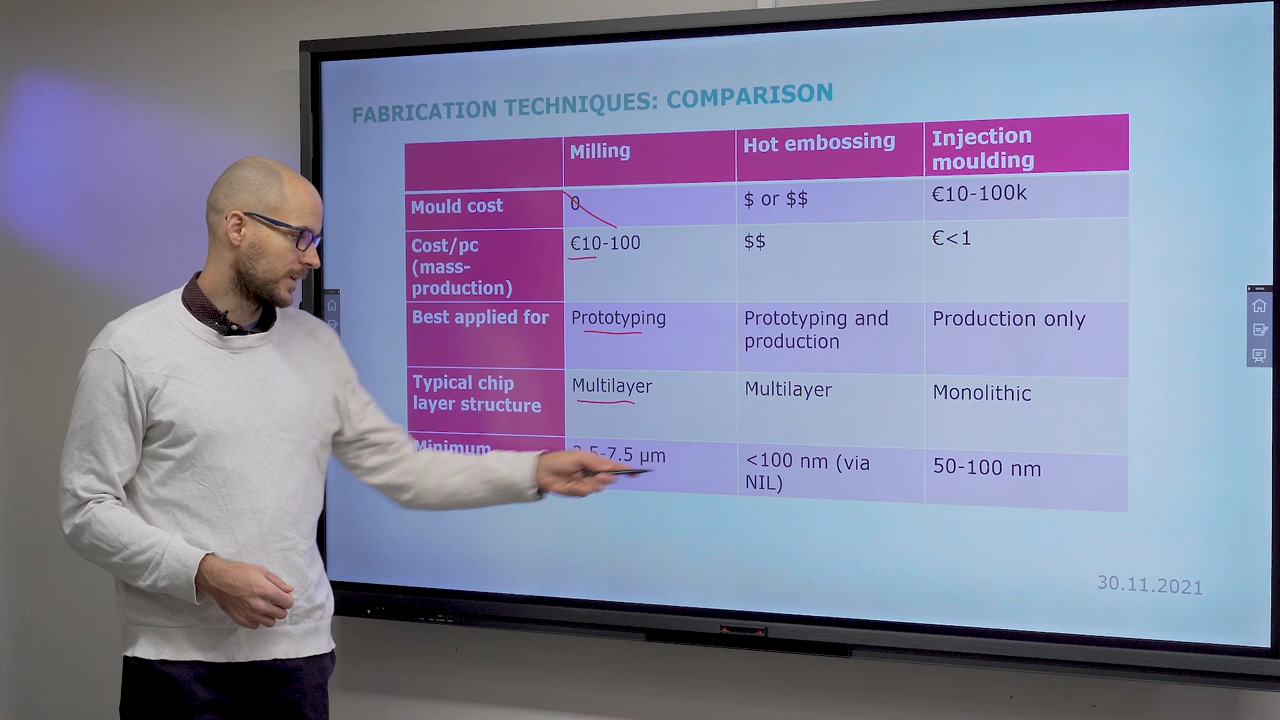 FABRICATION TECHNIQUES: COMPARISON
Milling
Hot embossing
Injection
moulding
Mould cost
0
$ or $$
€10-100k
Cost/pc
(mass-
production)
€10-100
$$
€<1
Best applied for
Prototyping
Prototyping and
production
Production only
Typical chip
layer structure
Multilayer
Multilayer
Monolithic
Minimum
µm
<100 nm (via
NIL)
50-100 nm
30.11.2021